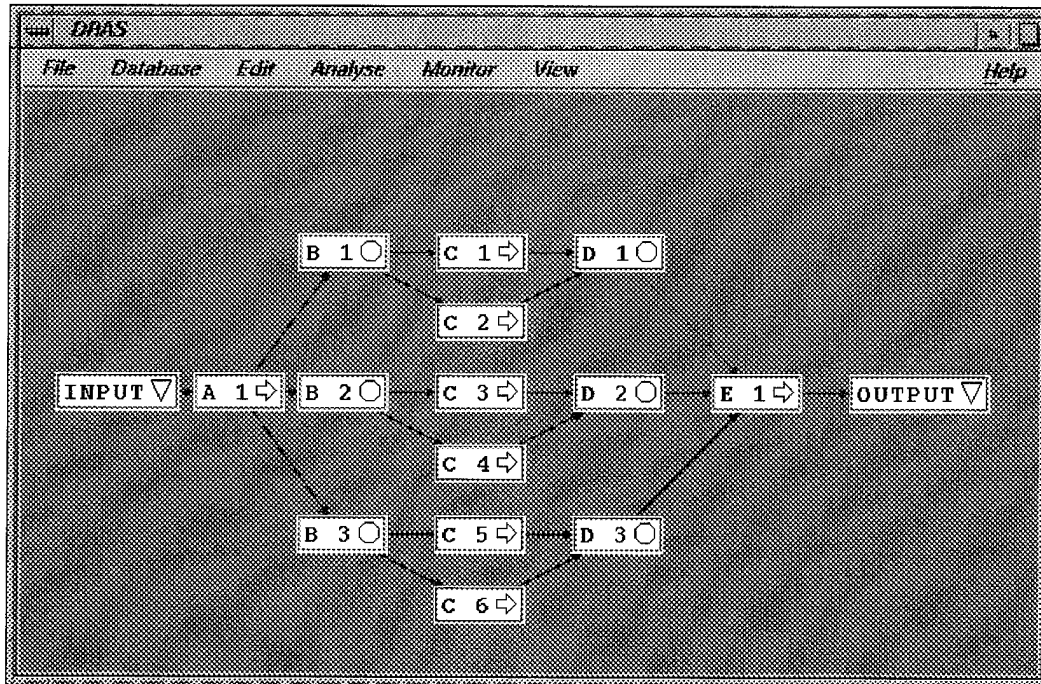 DRAS
File Database Edit Analyse Monitor View Help
B 1 C 1 D 1
C 2
INPUT A 1 B 2 C 3 D 2 E 1 OUTPUT
C 4
B 3 C 5 D 3
C 6